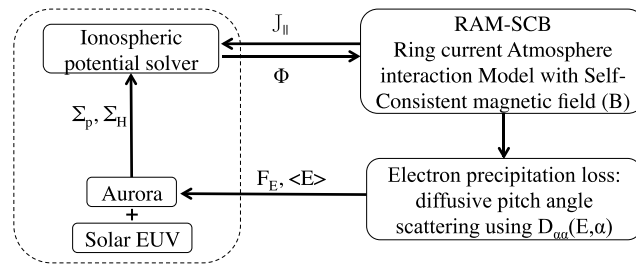 Ionospheric
potential solver
J∥
Φ
RAM-SCB
Ring current Atmosphere
interaction Model with Self-
Consistent magnetic field (B)
Σp, ΣH
Aurora
+
Solar EUV
FE, <E>
Electron precipitation loss:
diffusive pitch angle
scattering using Dαα(E,α)